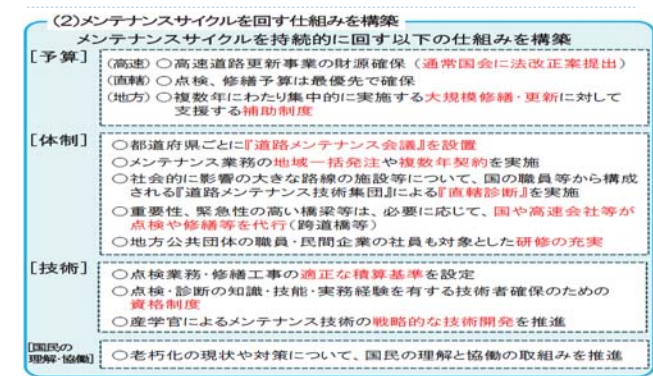 (2)メンテナンスサイクルを回す仕組みを構築
メンテナンスサイクルを持続的に回す以下の仕組みを構築
[予算]
(高速) ○高速道路更新事業の財源確保(通常国会に法改正案提出)
(直轄) ○点検、修繕予算は最優先で確保
(地方) ○複数年にわたり集中的に実施する大規模修繕・更新に対して
支援する補助制度
[体制]
○都道府県ごとに『道路メンテナンス会議』を設置
○メンテナンス業務の地域一括発注や複数年契約を実施
○社会的に影響の大きな路線の施設等について、国の職員等から構成
される『道路メンテナンス技術集団』による『直轄診断』を実施
○重要性、緊急性の高い橋梁等は、必要に応じて、国や高速会社等が
点検や修繕等を代行(跨道橋等)
○地方公共団体の職員・民間企業の社員も対象とした研修の充実
[技術]
○点検業務・修繕工事の適正な積算基準を設定
○点検・診断の知識・技能・実務経験を有する技術者確保のための
資格制度
○産学官によるメンテナンス技術の戦略的な技術開発を推進
[国民の
理解・協働]
○老朽化の現状や対策について、国民の理解と協働の取組みを推進